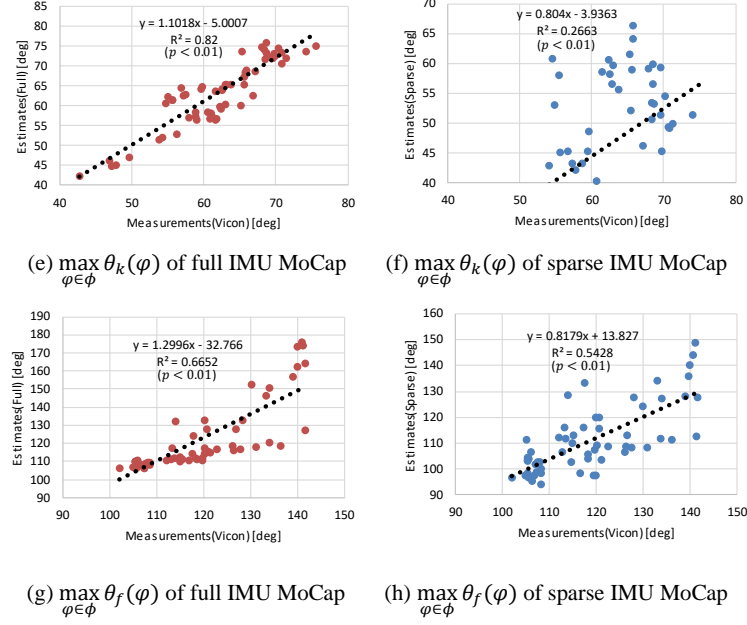 y = 1.1018x - 5.0007
R² = 0.82
(p < 0.01)
Estimates(Full) [deg]
85
80
75
70
65
60
55
50
45
40
40 50 60 70 80
Measurements(Vicon) [deg]
y = 0.804x - 3.9363
R² = 0.2663
(p < 0.01)
Estimates(Sparse) [deg]
70
65
60
55
50
45
40
50 60 70 80
Measurements(Vicon) [deg]
(e) max θk(φ) of full IMU MoCap
φ∈ϕ
(f) max θk(φ) of sparse IMU MoCap
φ∈ϕ
y = 1.2996x - 32.766
R² = 0.6652
(p < 0.01)
Estimates(Full) [deg]
190
180
170
160
150
140
130
120
110
100
90
90 100 110 120 130 140 150
Measurements(Vicon) [deg]
y = 0.8179x + 13.827
R² = 0.5428
(p < 0.01)
Estimates(Sparse) [deg]
160
150
140
130
120
110
100
90
90 100 110 120 130 140 150
Measurements(Vicon) [deg]
(g) max θf(φ) of full IMU MoCap
φ∈ϕ
(h) max θf(φ) of sparse IMU MoCap
φ∈ϕ